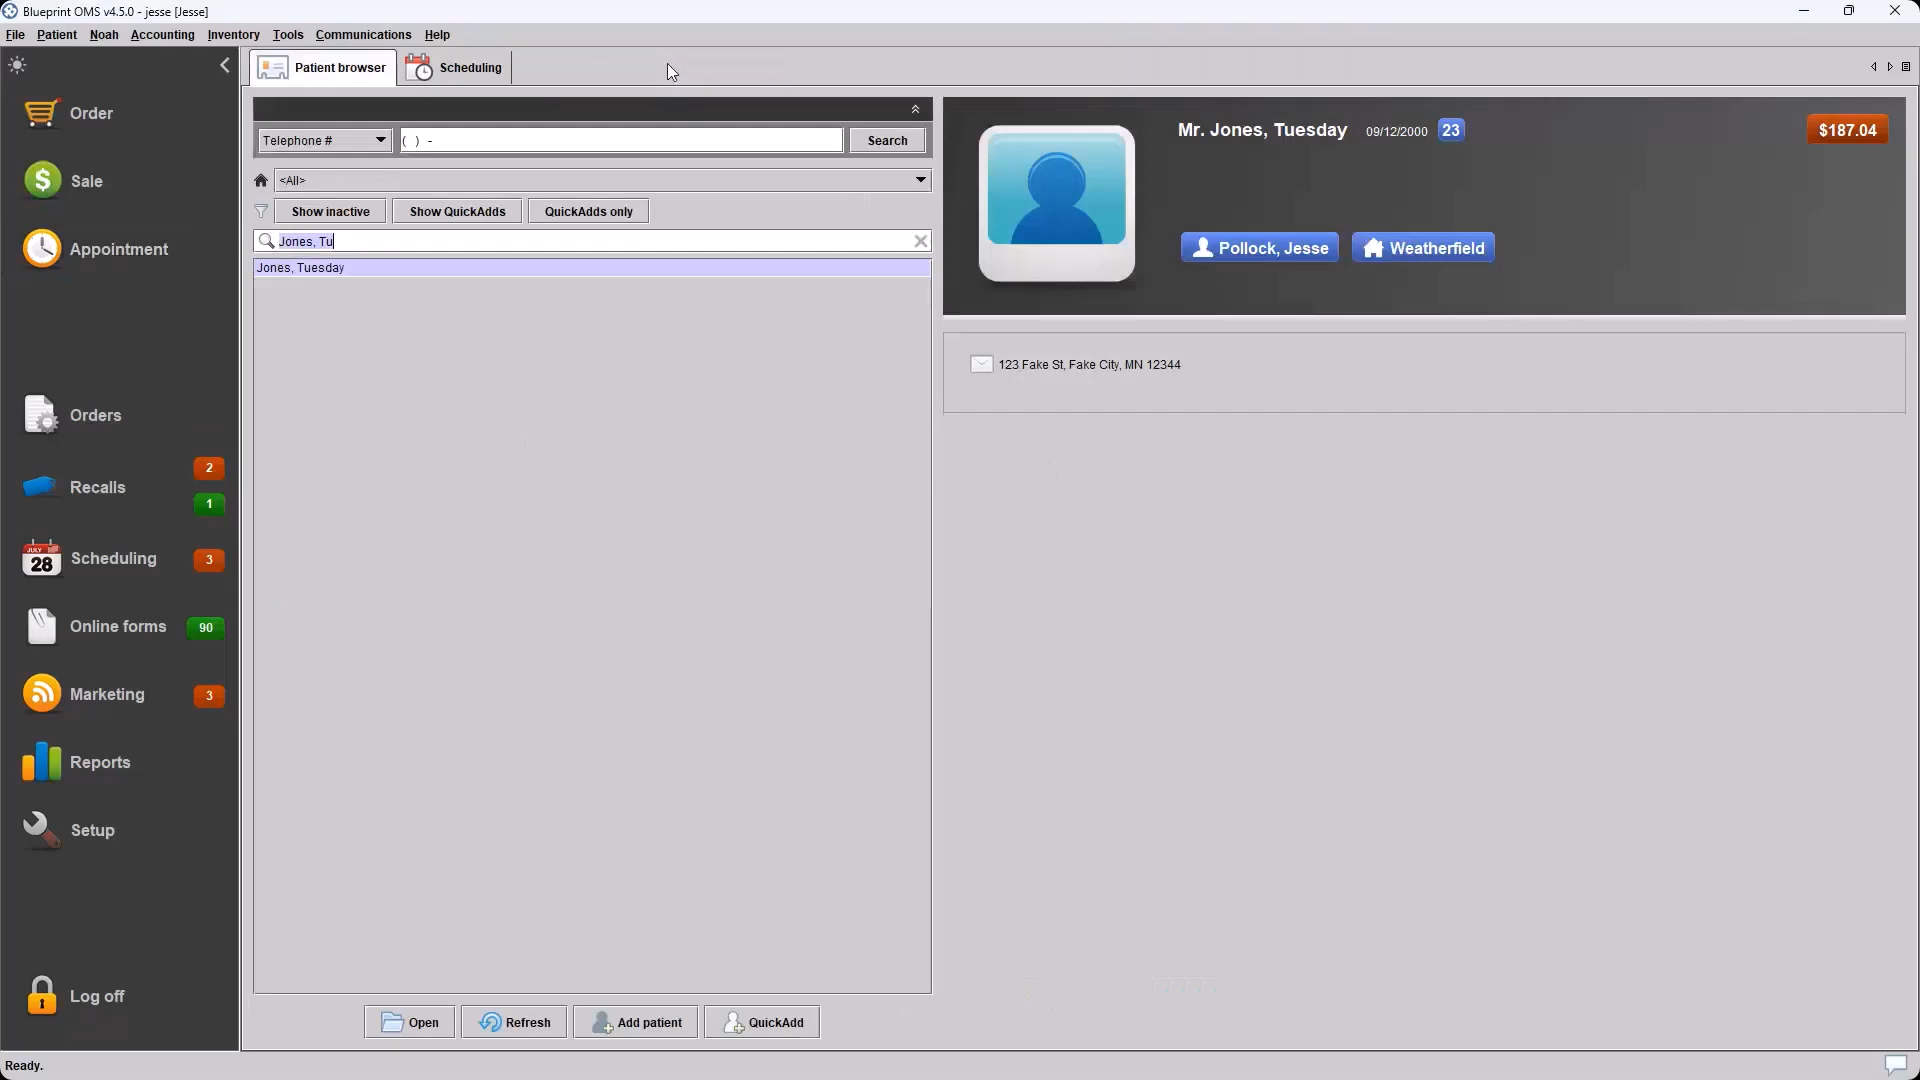 Blueprint OMS v4.5.0 - jesse [Jesse]
File Patient Noah Accounting Inventory Tools Communications Help
Patient browser Scheduling
Order
Sale
Appointment
Orders
Recalls 2
1
JULY 28 Scheduling 3
Online forms 90
Marketing 3
Reports
Setup
Log off
Telephone # ( ) - Search
<All>
Show inactive Show QuickAdds QuickAdds only
Jones, Tu
Jones, Tuesday
Open Refresh Add patient QuickAdd
Mr. Jones, Tuesday 09/12/2000 23 $187.04
Pollock, Jesse Weatherfield
123 Fake St, Fake City, MN 12344
Ready.